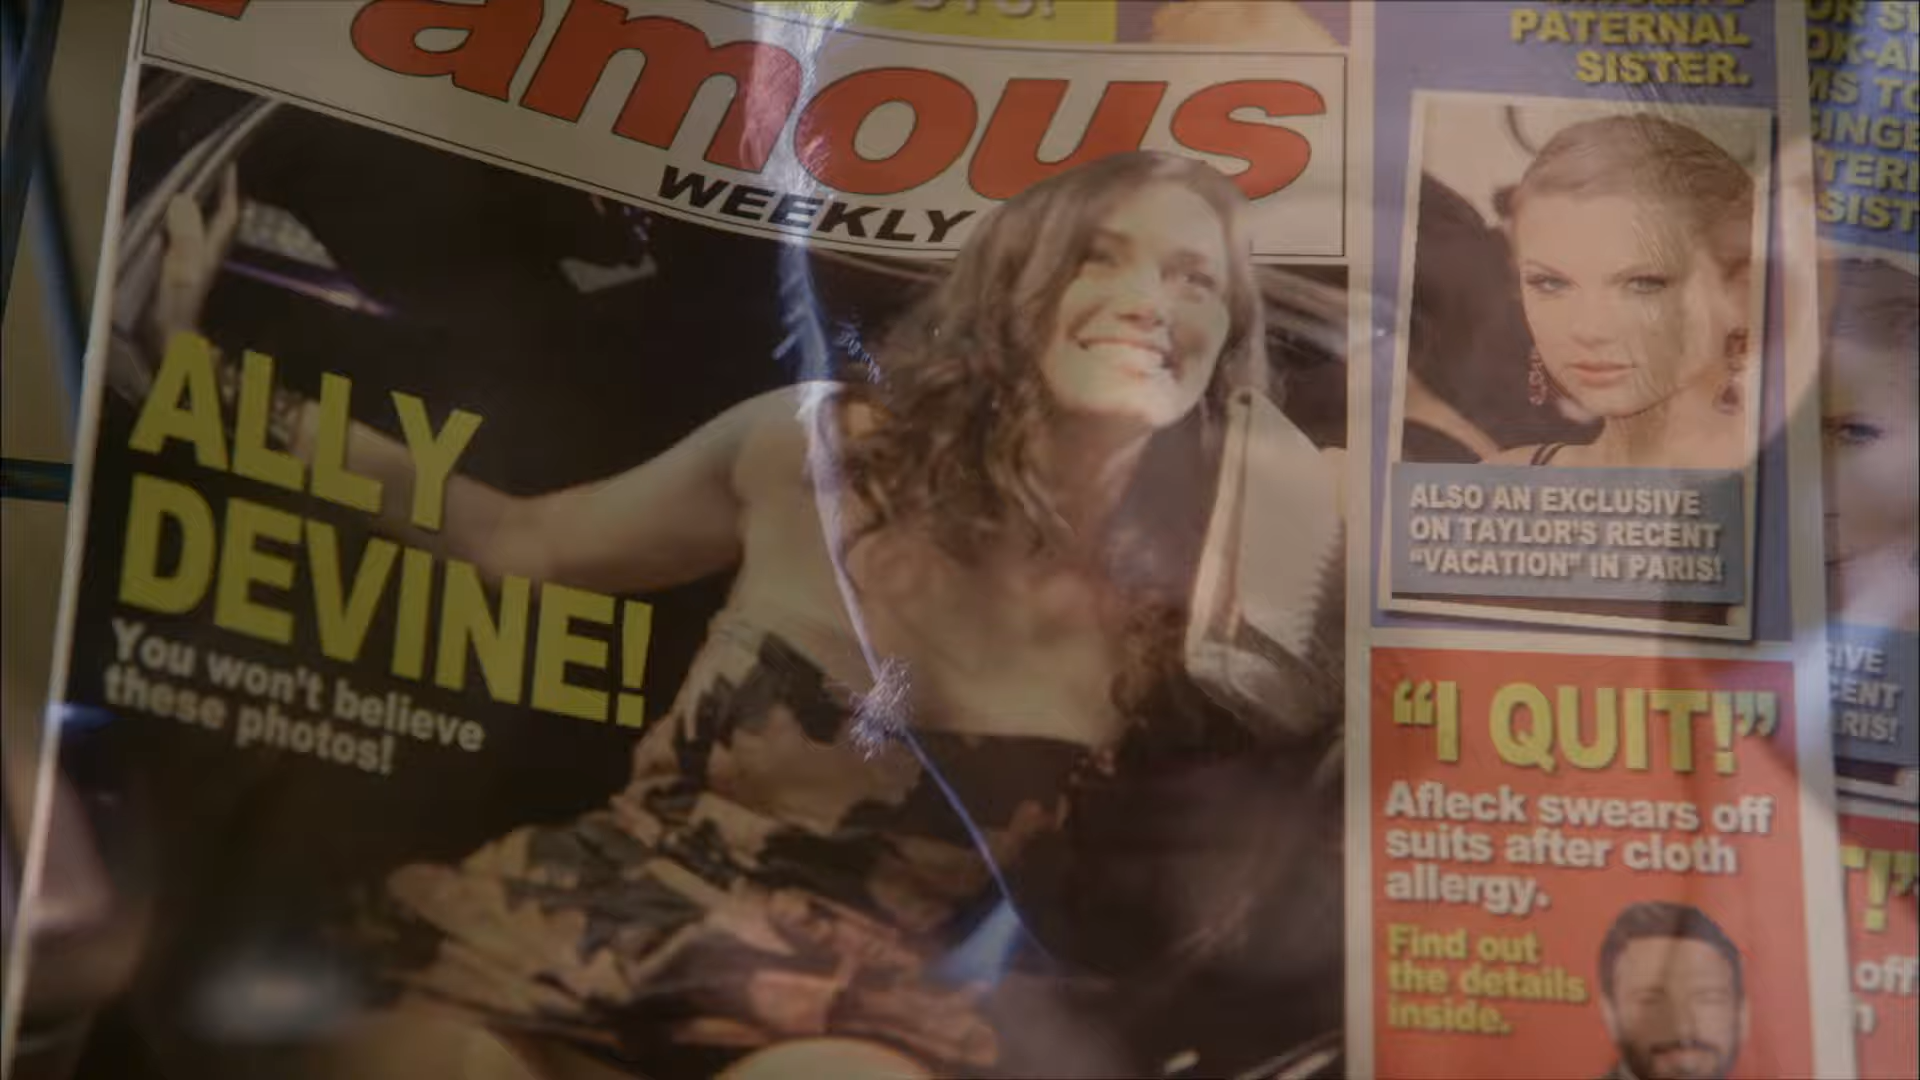 Famous
WEEKLY
ALLY
DEVINE!
You won't believe
these photos!
PATERNAL
SISTER.
ALSO AN EXCLUSIVE
ON TAYLOR'S RECENT
"VACATION" IN PARIS!
"I QUIT!"
Afleck swears off
suits after cloth
allergy.
Find out
the details
inside.